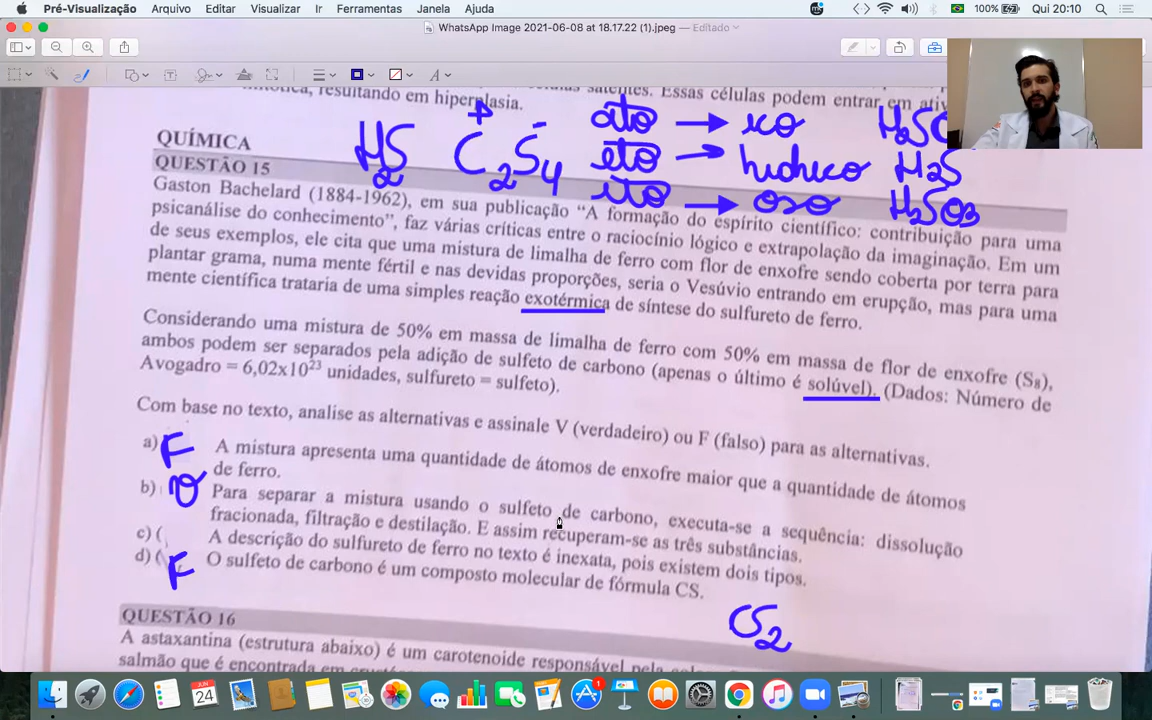 Pré-Visualização Arquivo Editar Visualizar Ir Ferramentas Janela Ajuda 100% Qui 20:10
WhatsApp Image 2021-06-08 at 18.17.22 (1).jpeg — Editado
resultando em hiperplasia. Essas células podem entrar em
QUÍMICA
H2S C2S4 + -
ato → ico
eto → hídrico H2S
ito → oso H2SO3
QUESTÃO 15
Gaston Bachelard (1884-1962), em sua publicação “A formação do espírito científico: contribuição para uma
psicanálise do conhecimento”, faz várias críticas entre o raciocínio lógico e extrapolação da imaginação. Em um
de seus exemplos, ele cita que uma mistura de limalha de ferro com flor de enxofre sendo coberta por terra para
plantar grama, numa mente fértil e nas devidas proporções, seria o Vesúvio entrando em erupção, mas para uma
mente científica trataria de uma simples reação exotérmica de síntese do sulfureto de ferro.
Considerando uma mistura de 50% em massa de limalha de ferro com 50% em massa de flor de enxofre (S8),
ambos podem ser separados pela adição de sulfeto de carbono (apenas o último é solúvel). (Dados: Número de
Avogadro = 6,02x10²³ unidades, sulfureto = sulfeto).
Com base no texto, analise as alternativas e assinale V (verdadeiro) ou F (falso) para as alternativas.
a) F A mistura apresenta uma quantidade de átomos de enxofre maior que a quantidade de átomos
de ferro.
b) V Para separar a mistura usando o sulfeto de carbono, executa-se a sequência: dissolução
fracionada, filtração e destilação. E assim recuperam-se as três substâncias.
c) ( A descrição do sulfureto de ferro no texto é inexata, pois existem dois tipos.
d) ( F O sulfeto de carbono é um composto molecular de fórmula CS.
CS2
QUESTÃO 16
A astaxantina (estrutura abaixo) é um carotenoide responsável pela
salmão que é encontrada em
JUN
24
1